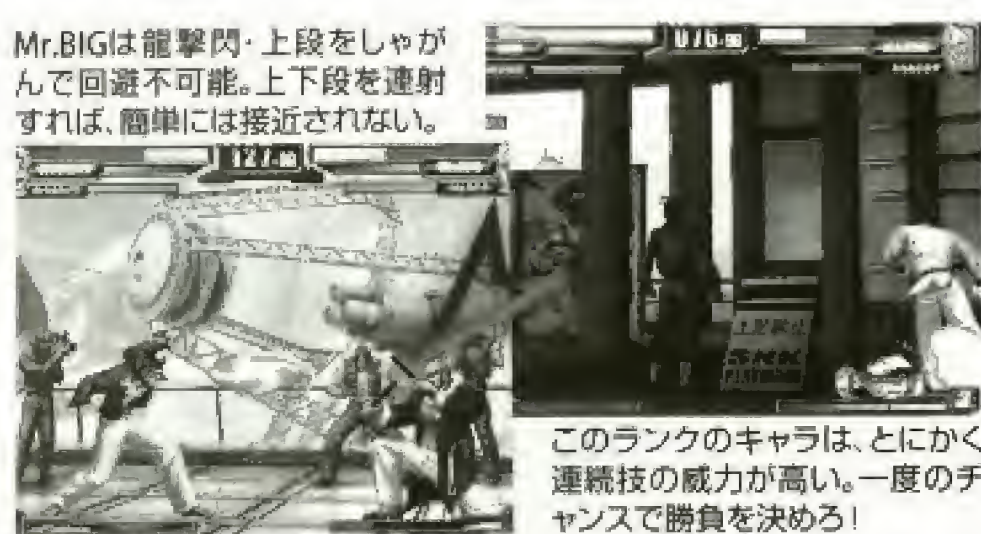 Mr.BIGは龍撃閃・上段をしゃが
んで回避不可能。上下段を連射
すれば、簡単には接近されない。
このランクのキャラは、とにかく
連続技の威力が高い。一度のチ
ャンスで勝負を決めろ!